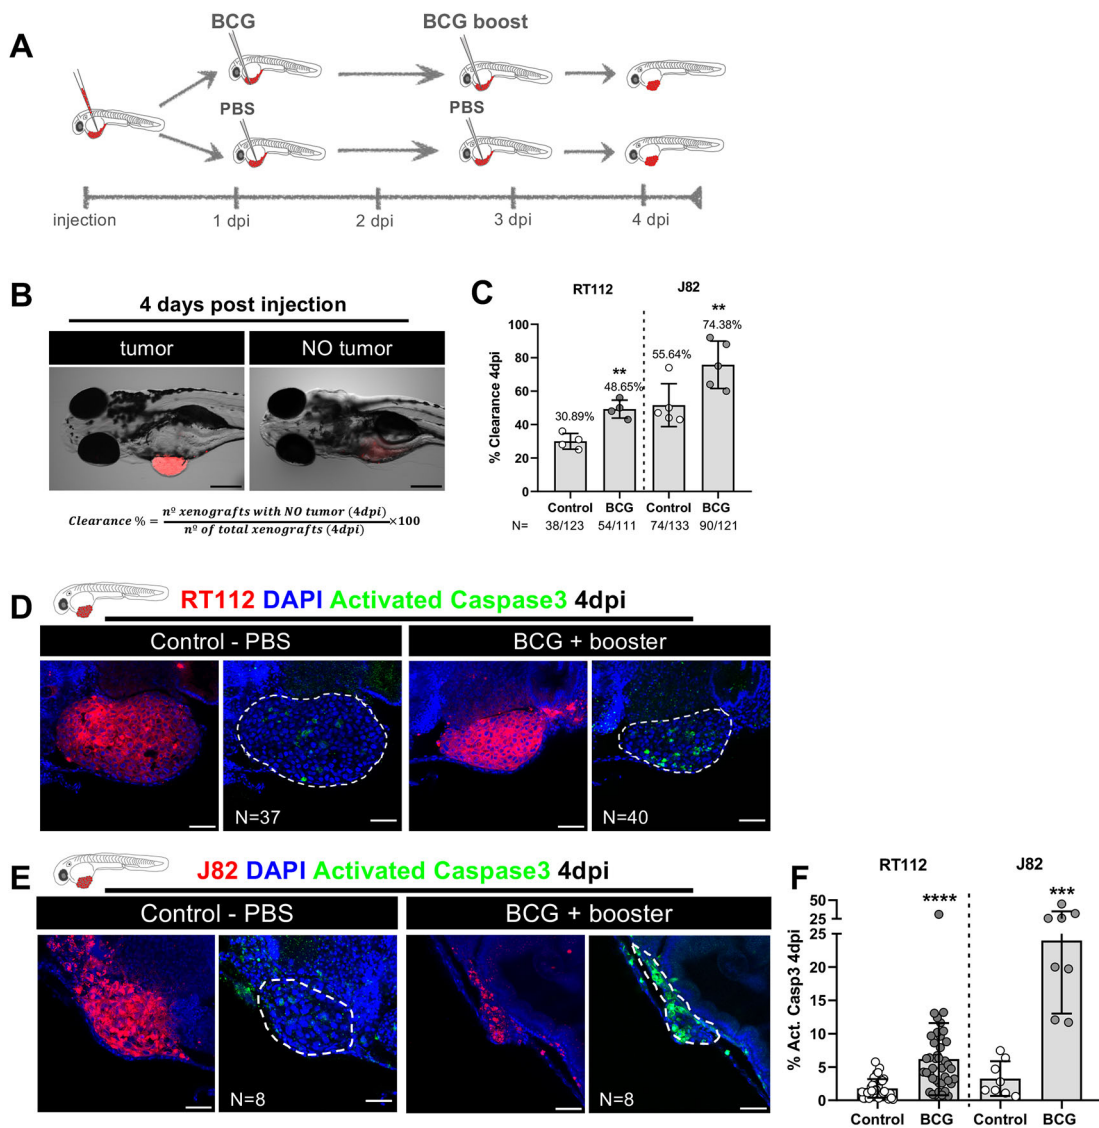 A
BCG
BCG boost
PBS
PBS
injection
1 dpi
2 dpi
3 dpi
4 dpi
B
4 days post injection
tumor
NO tumor
Clearance % = nº xenografts with NO tumor (4dpi)
nº of total xenografts (4dpi)
×100
C
RT112
J82
% Clearance 4dpi
100
80
60
40
20
0
30.89%
**
48.65%
55.64%
**
74.38%
Control
BCG
Control
BCG
N=
38/123
54/111
74/133
90/121
D
RT112 DAPI Activated Caspase3 4dpi
Control - PBS
BCG + booster
N=37
N=40
E
J82 DAPI Activated Caspase3 4dpi
Control - PBS
BCG + booster
N=8
N=8
F
RT112
J82
% Act. Casp3 4dpi
50
25
25
20
15
10
5
0
****
***
Control
BCG
Control
BCG